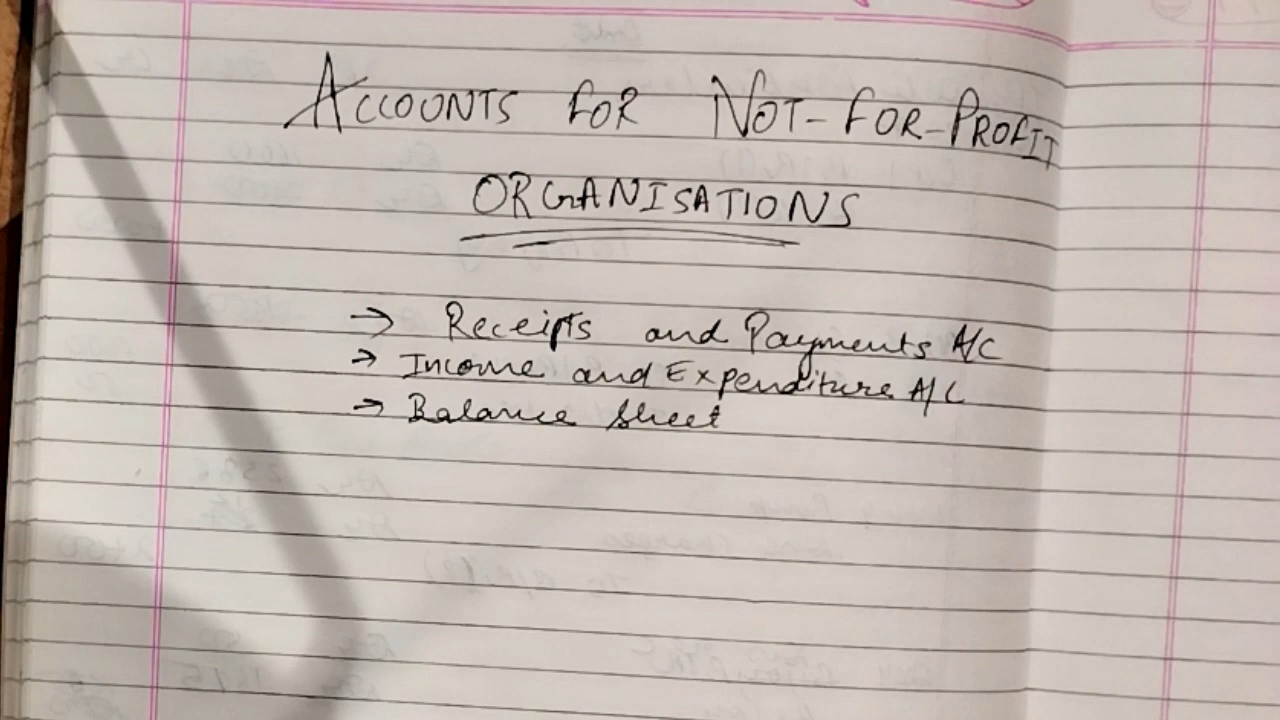 ACCOUNTS FOR NOT-FOR-PROFIT
ORGANISATIONS
→ Receipts and Payments A/C
→ Income and Expenditure A/C
→ Balance Sheet